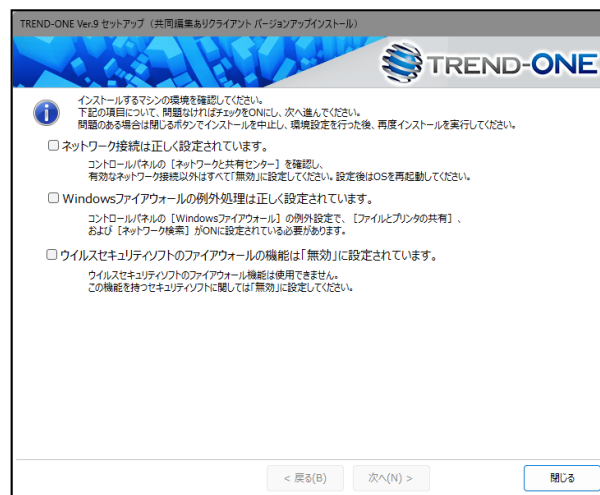 TREND-ONE Ver.9 セットアップ（共同編集ありクライアント バージョンアップインストール）
TREND-ONE
インストールするマシンの環境を確認してください。
下記の項目について、問題なければチェックをONにし、次へ進んでください。
問題のある場合は閉じるボタンでインストールを中止し、環境設定を行った後、再度インストールを実行してください。
ネットワーク接続は正しく設定されています。
コントロールパネルの［ネットワークと共有センター］を確認し、
有効なネットワーク接続以外はすべて「無効」に設定してください。設定後はOSを再起動してください。
Windowsファイアウォールの例外処理は正しく設定されています。
コントロールパネルの［Windowsファイアウォール］の例外設定で、［ファイルとプリンタの共有］、
および［ネットワーク検索］がONに設定されている必要があります。
ウイルスセキュリティソフトのファイアウォールの機能は「無効」に設定されています。
ウイルスセキュリティソフトのファイアウォール機能は使用できません。
この機能を持つセキュリティソフトに関しては「無効」に設定してください。
< 戻る(B) 次へ(N) > 閉じる